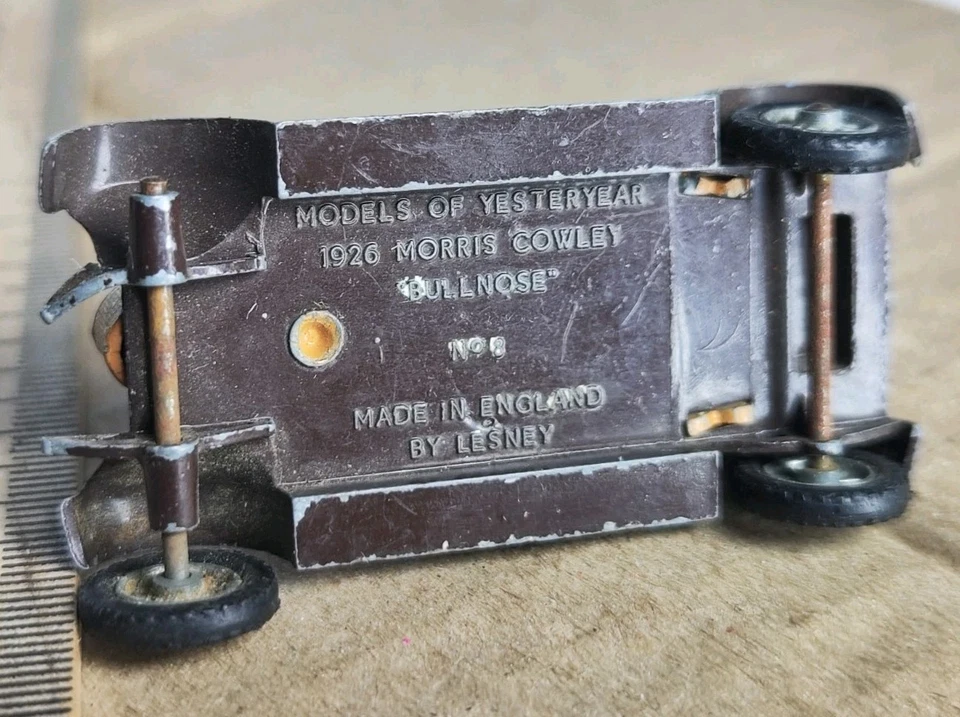 MODELS OF YESTERYEAR
1926 MORRIS COWLEY
"BULLNOSE"
Nº 8
MADE IN ENGLAND
BY LESNEY